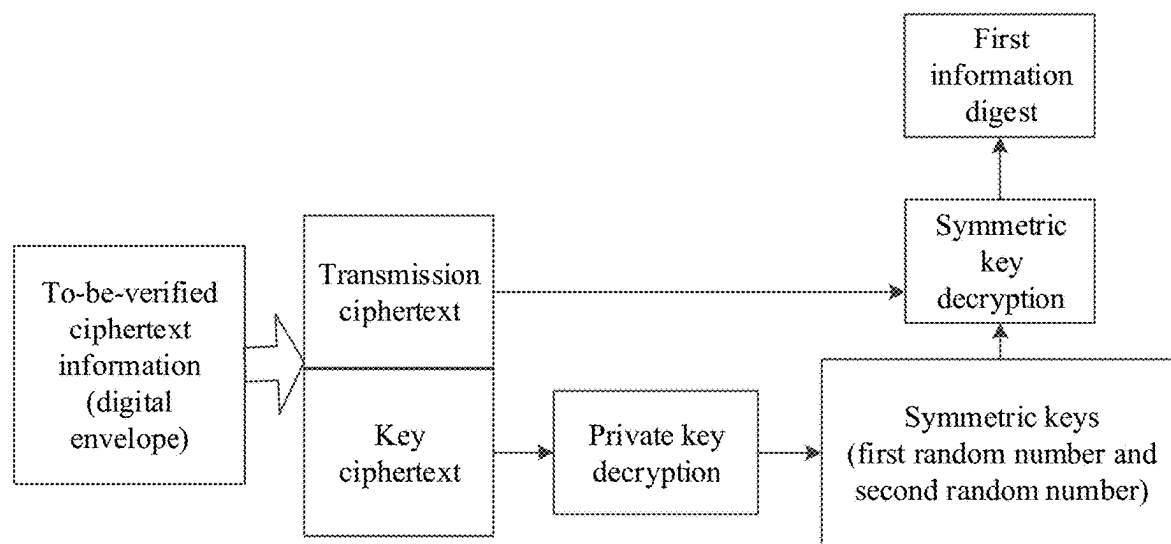 First
information
digest
Symmetric
key
decryption
To-be-verified
ciphertext
information
(digital
envelope)
Transmission
ciphertext
Key
ciphertext
Private key
decryption
Symmetric keys
(first random number and
second random number)